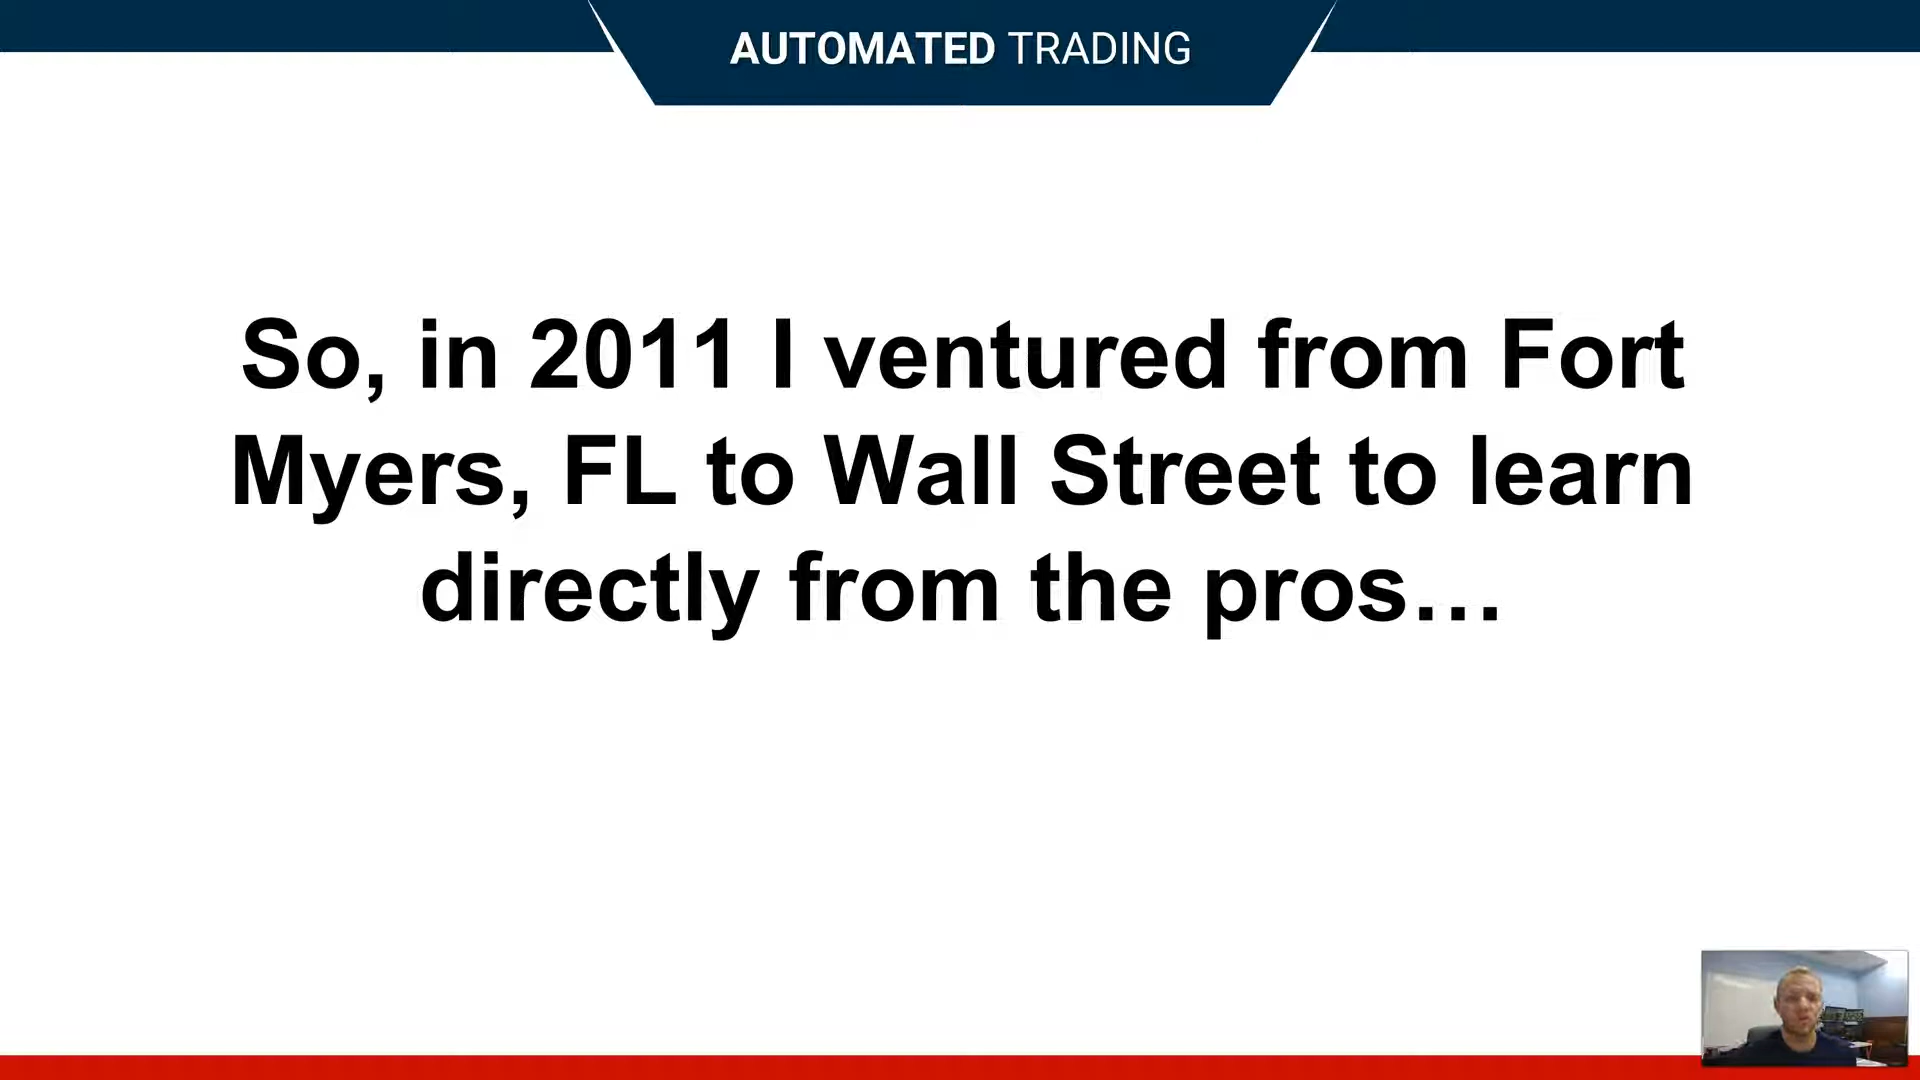 AUTOMATED TRADING
So, in 2011 I ventured from Fort
Myers, FL to Wall Street to learn
directly from the pros…